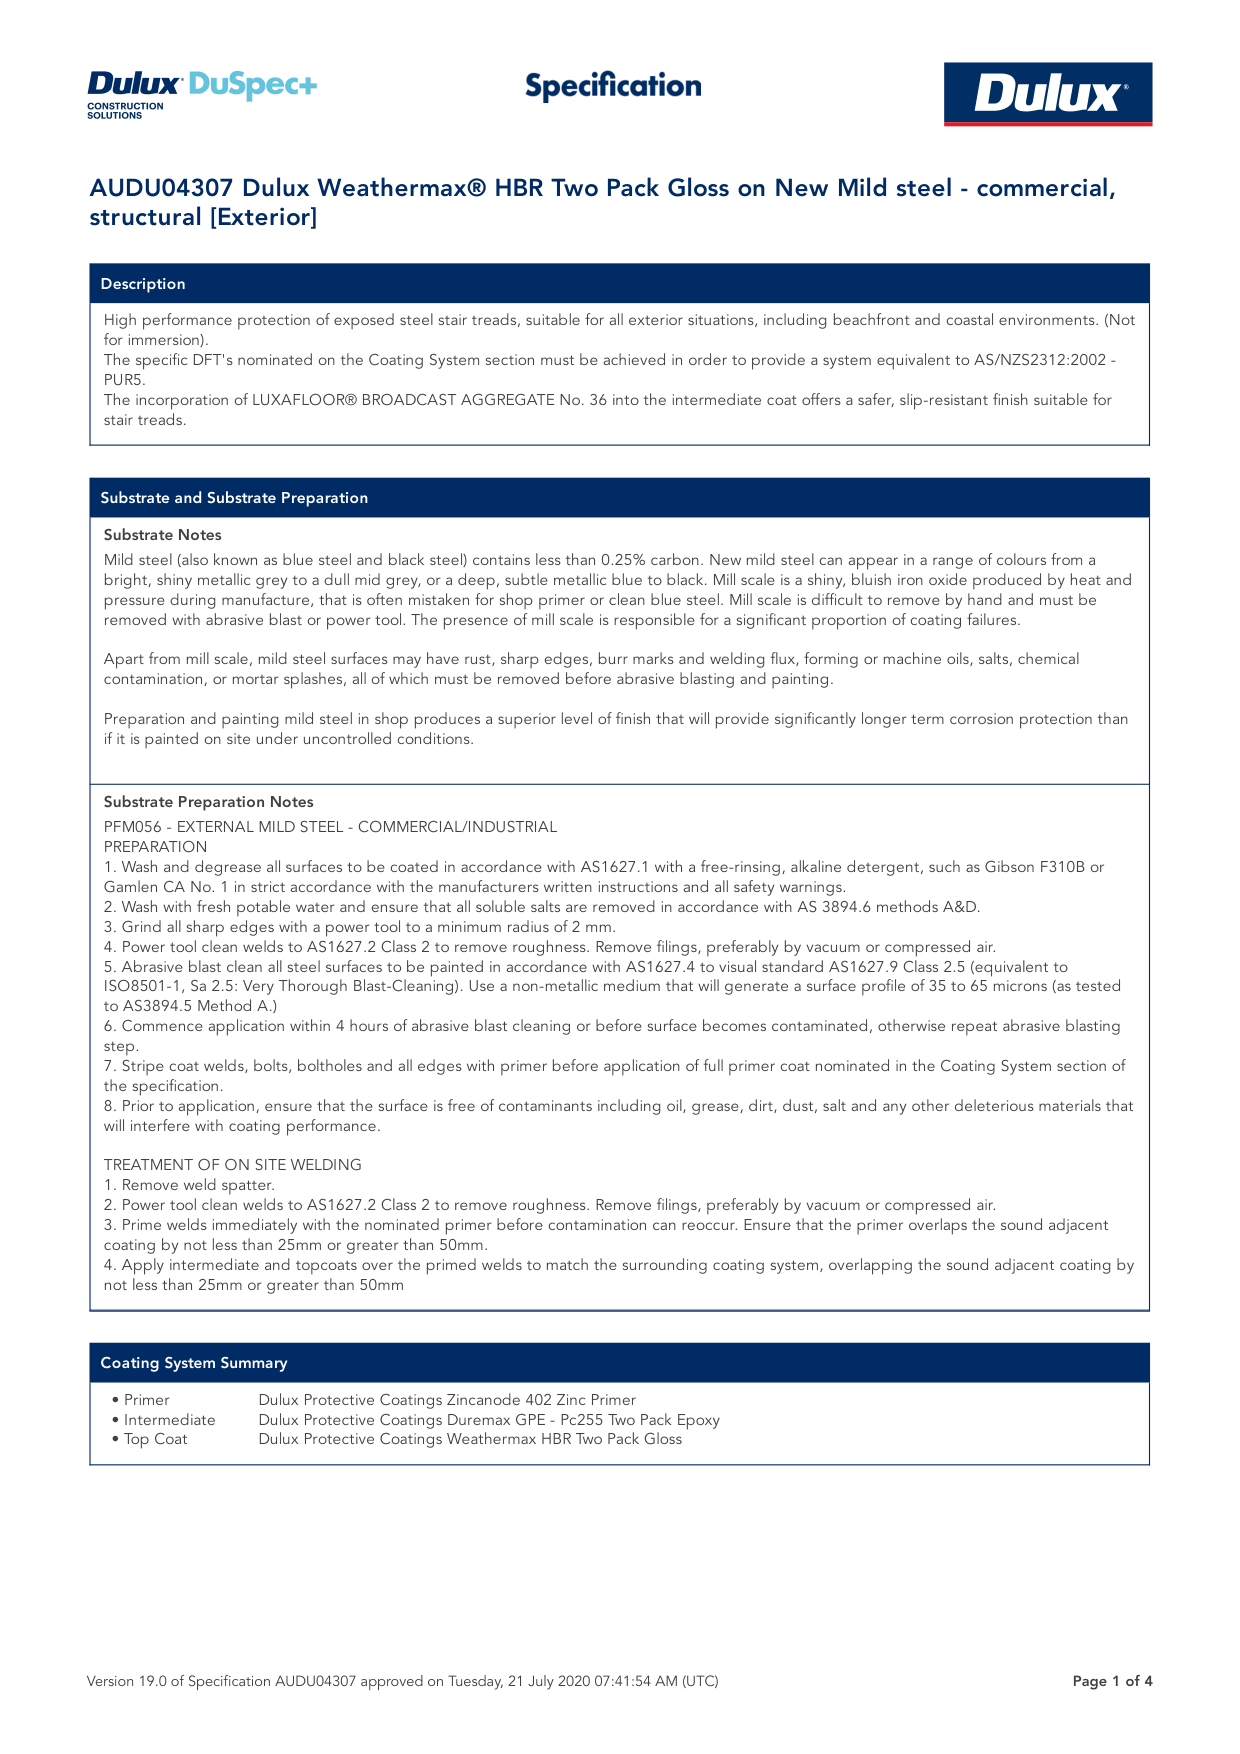 Dulux DuSpec+
CONSTRUCTION
SOLUTIONS
Specification
Dulux®
AUDU04307 Dulux Weathermax® HBR Two Pack Gloss on New Mild steel - commercial,
structural [Exterior]
Description
High performance protection of exposed steel stair treads, suitable for all exterior situations, including beachfront and coastal environments. (Not
for immersion).
The specific DFT's nominated on the Coating System section must be achieved in order to provide a system equivalent to AS/NZS2312:2002 -
PUR5.
The incorporation of LUXAFLOOR® BROADCAST AGGREGATE No. 36 into the intermediate coat offers a safer, slip-resistant finish suitable for
stair treads.
Substrate and Substrate Preparation
Substrate Notes
Mild steel (also known as blue steel and black steel) contains less than 0.25% carbon. New mild steel can appear in a range of colours from a
bright, shiny metallic grey to a dull mid grey, or a deep, subtle metallic blue to black. Mill scale is a shiny, bluish iron oxide produced by heat and
pressure during manufacture, that is often mistaken for shop primer or clean blue steel. Mill scale is difficult to remove by hand and must be
removed with abrasive blast or power tool. The presence of mill scale is responsible for a significant proportion of coating failures.
Apart from mill scale, mild steel surfaces may have rust, sharp edges, burr marks and welding flux, forming or machine oils, salts, chemical
contamination, or mortar splashes, all of which must be removed before abrasive blasting and painting.
Preparation and painting mild steel in shop produces a superior level of finish that will provide significantly longer term corrosion protection than
if it is painted on site under uncontrolled conditions.
Substrate Preparation Notes
PFM056 - EXTERNAL MILD STEEL - COMMERCIAL/INDUSTRIAL
PREPARATION
1. Wash and degrease all surfaces to be coated in accordance with AS1627.1 with a free-rinsing, alkaline detergent, such as Gibson F310B or
Gamlen CA No. 1 in strict accordance with the manufacturers written instructions and all safety warnings.
2. Wash with fresh potable water and ensure that all soluble salts are removed in accordance with AS 3894.6 methods A&D.
3. Grind all sharp edges with a power tool to a minimum radius of 2 mm.
4. Power tool clean welds to AS1627.2 Class 2 to remove roughness. Remove filings, preferably by vacuum or compressed air.
5. Abrasive blast clean all steel surfaces to be painted in accordance with AS1627.4 to visual standard AS1627.9 Class 2.5 (equivalent to
ISO8501-1, Sa 2.5: Very Thorough Blast-Cleaning). Use a non-metallic medium that will generate a surface profile of 35 to 65 microns (as tested
to AS3894.5 Method A.)
6. Commence application within 4 hours of abrasive blast cleaning or before surface becomes contaminated, otherwise repeat abrasive blasting
step.
7. Stripe coat welds, bolts, boltholes and all edges with primer before application of full primer coat nominated in the Coating System section of
the specification.
8. Prior to application, ensure that the surface is free of contaminants including oil, grease, dirt, dust, salt and any other deleterious materials that
will interfere with coating performance.
TREATMENT OF ON SITE WELDING
1. Remove weld spatter.
2. Power tool clean welds to AS1627.2 Class 2 to remove roughness. Remove filings, preferably by vacuum or compressed air.
3. Prime welds immediately with the nominated primer before contamination can reoccur. Ensure that the primer overlaps the sound adjacent
coating by not less than 25mm or greater than 50mm.
4. Apply intermediate and topcoats over the primed welds to match the surrounding coating system, overlapping the sound adjacent coating by
not less than 25mm or greater than 50mm
Coating System Summary
• Primer Dulux Protective Coatings Zincanode 402 Zinc Primer
• Intermediate Dulux Protective Coatings Duremax GPE - Pc255 Two Pack Epoxy
• Top Coat Dulux Protective Coatings Weathermax HBR Two Pack Gloss
Version 19.0 of Specification AUDU04307 approved on Tuesday, 21 July 2020 07:41:54 AM (UTC)
Page 1 of 4